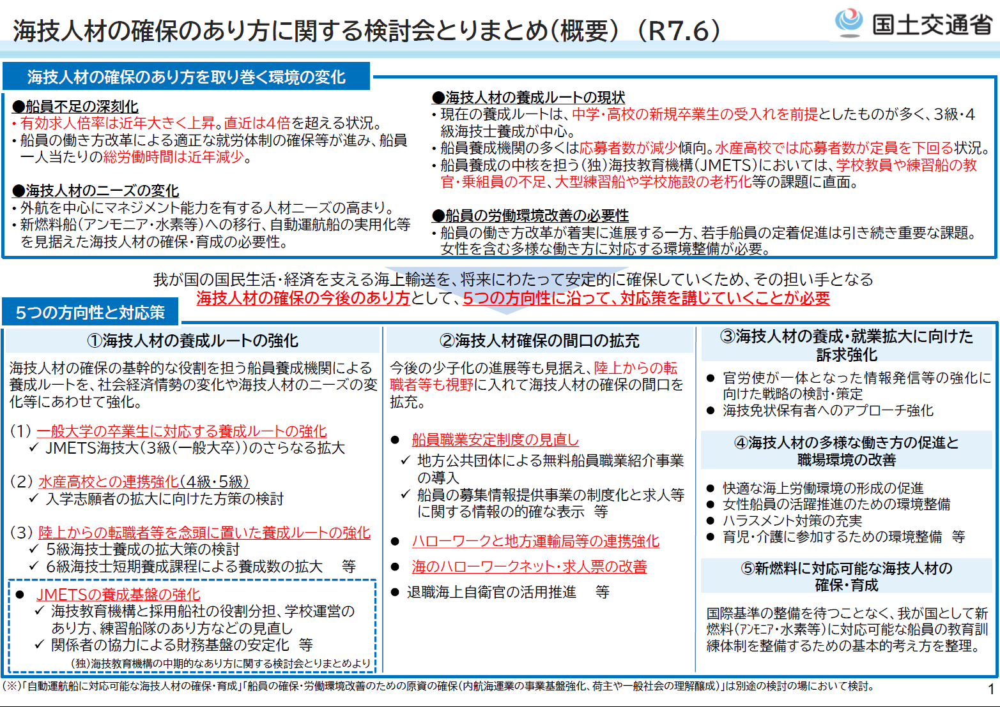 海技人材の確保のあり方に関する検討会とりまとめ（概要）（R7.6）
国土交通省
海技人材の確保のあり方を取り巻く環境の変化
●船員不足の深刻化
・有効求人倍率は近年大きく上昇。直近は4倍を超える状況。
・船員の働き方改革による適正な就労体制の確保等が進み、船員
一人当たりの総労働時間は近年減少。
●海技人材のニーズの変化
・外航を中心にマネジメント能力を有する人材ニーズの高まり。
・新燃料船（アンモニア・水素等）への移行、自動運航船の実用化等
を見据えた海技人材の確保・育成の必要性。
●海技人材の養成ルートの現状
・現在の養成ルートは、中学・高校の新規卒業生の受入れを前提としたものが多く、3級・4
級海技士養成が中心。
・船員養成機関の多くは応募者数が減少傾向。水産高校では応募者数が定員を下回る状況。
・船員養成の中核を担う（独）海技教育機構（JMETS）においては、学校教員や練習船の教
官・乗組員の不足、大型練習船や学校施設の老朽化等の課題に直面。
●船員の労働環境改善の必要性
・船員の働き方改革が着実に進展する一方、若手船員の定着促進は引き続き重要な課題。
女性を含む多様な働き方に対応する環境整備が必要。
我が国の国民生活・経済を支える海上輸送を、将来にわたって安定的に確保していくため、その担い手となる
海技人材の確保の今後のあり方として、5つの方向性に沿って、対応策を講じていくことが必要
5つの方向性と対応策
①海技人材の養成ルートの強化
海技人材の確保の基幹的な役割を担う船員養成機関による
養成ルートを、社会経済情勢の変化や海技人材のニーズの変
化等にあわせて強化。
（1）一般大学の卒業生に対応する養成ルートの強化
✓ JMETS海技大（3級（一般大卒））のさらなる拡大
（2）水産高校との連携強化（4級・5級）
✓ 入学志願者の拡大に向けた方策の検討
（3）陸上からの転職者等を念頭に置いた養成ルートの強化
✓ 5級海技士養成の拡大策の検討
✓ 6級海技士短期養成課程による養成数の拡大　等
● JMETSの養成基盤の強化
✓ 海技教育機構と採用船社の役割分担、学校運営の
あり方、練習船隊のあり方などの見直し
✓ 関係者の協力による財務基盤の安定化　等
（独）海技教育機構の中期的なあり方に関する検討会とりまとめより
②海技人材確保の間口の拡充
今後の少子化の進展等も見据え、陸上からの転
職者等も視野に入れて海技人材の確保の間口を
拡充。
● 船員職業安定制度の見直し
✓ 地方公共団体による無料船員職業紹介事業
の導入
✓ 船員の募集情報提供事業の制度化と求人等
に関する情報の的確な表示　等
● ハローワークと地方運輸局等の連携強化
● 海のハローワークネット・求人票の改善
● 退職海上自衛官の活用推進　等
③海技人材の養成・就業拡大に向けた
訴求強化
● 官労使が一体となった情報発信等の強化に
向けた戦略の検討・策定
● 海技免状保有者へのアプローチ強化
④海技人材の多様な働き方の促進と
職場環境の改善
● 快適な海上労働環境の形成の促進
● 女性船員の活躍推進のための環境整備
● ハラスメント対策の充実
● 育児・介護に参加するための環境整備　等
⑤新燃料に対応可能な海技人材の
確保・育成
国際基準の整備を待つことなく、我が国として新
燃料（ｱﾝﾓﾆｱ・水素等）に対応可能な船員の教育訓
練体制を整備するための基本的考え方を整理。
（※）「自動運航船に対応可能な海技人材の確保・育成」「船員の確保・労働環境改善のための原資の確保（内航海運業の事業基盤強化、荷主や一般社会の理解醸成）」は別途の検討の場において検討。
1